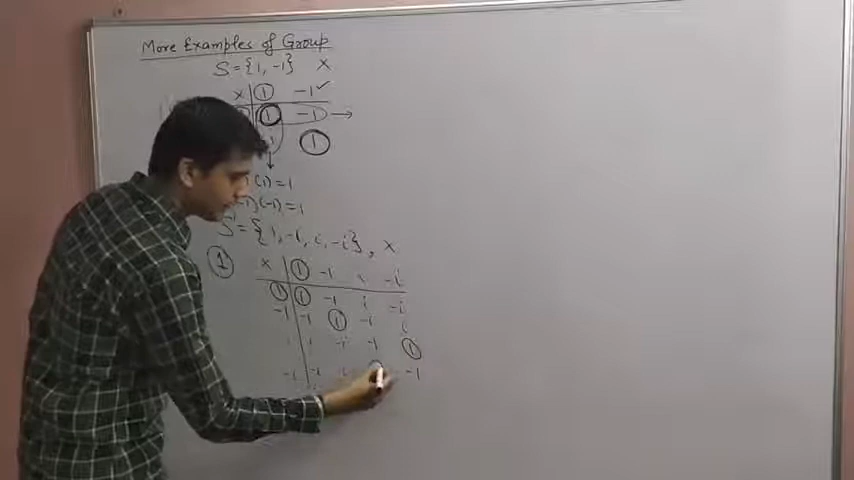 More Examples of Group
S = {1, -1} ×
× 1 -1 ✓
1 -1 →
1
(1) = 1
(-1) = 1
S = {1, -1, i, -i}, ×
1 × 1 -1 -i
1 1 -1 i -i
-1 -1 1 -i i
i -i -1 1
-i -i i -1